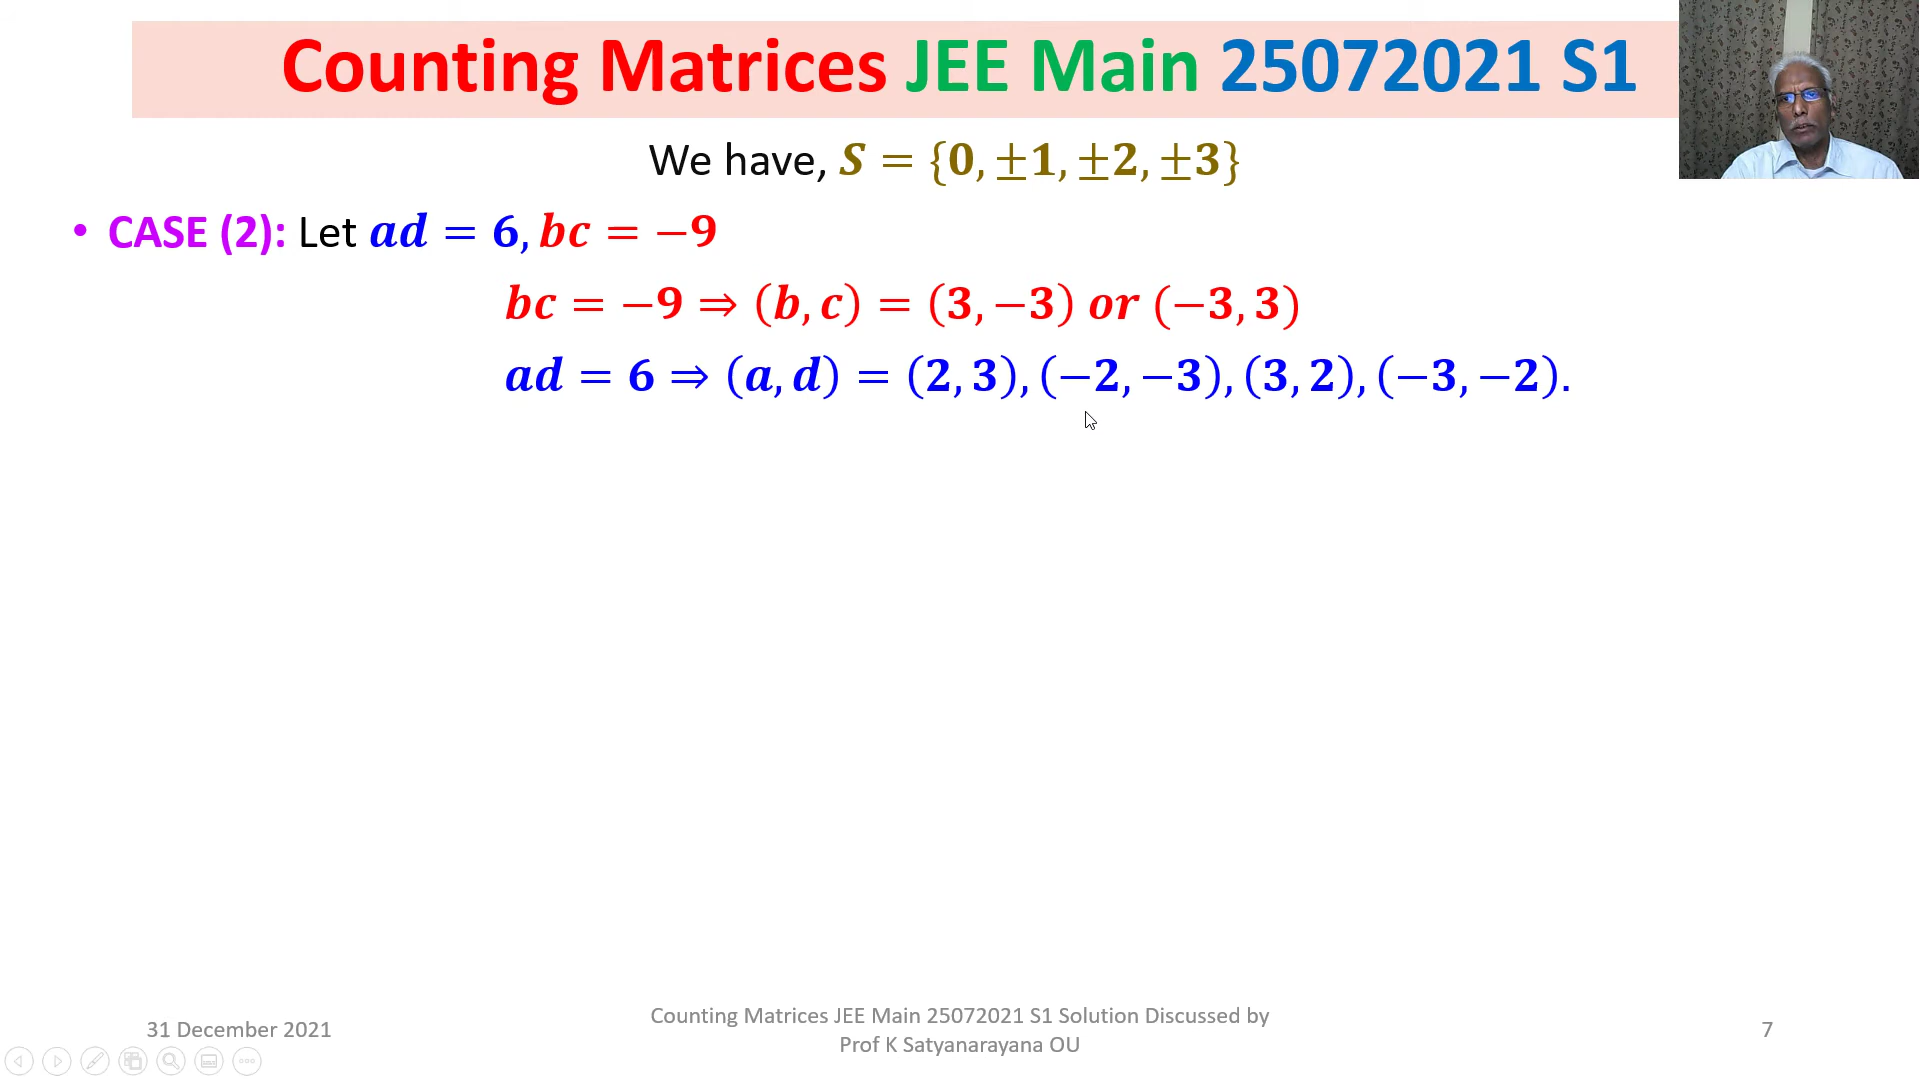 Counting Matrices JEE Main 25072021 S1
We have, S = {0, ±1, ±2, ±3}
• CASE (2): Let ad = 6, bc = −9
bc = −9 ⇒ (b, c) = (3, −3) or (−3, 3)
ad = 6 ⇒ (a, d) = (2, 3), (−2, −3), (3, 2), (−3, −2).
31 December 2021
Counting Matrices JEE Main 25072021 S1 Solution Discussed by
Prof K Satyanarayana OU
7